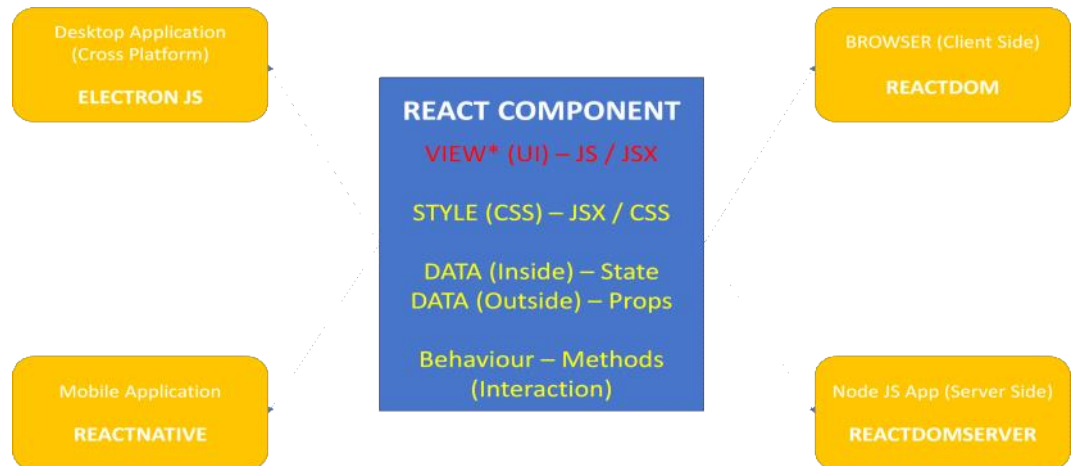 Desktop Application
(Cross Platform)
ELECTRON JS
BROWSER (Client Side)
REACTDOM
REACT COMPONENT
VIEW* (UI) – JS / JSX
STYLE (CSS) – JSX / CSS
DATA (Inside) – State
DATA (Outside) – Props
Behaviour – Methods
(Interaction)
Mobile Application
REACTNATIVE
Node JS App (Server Side)
REACTDOMSERVER